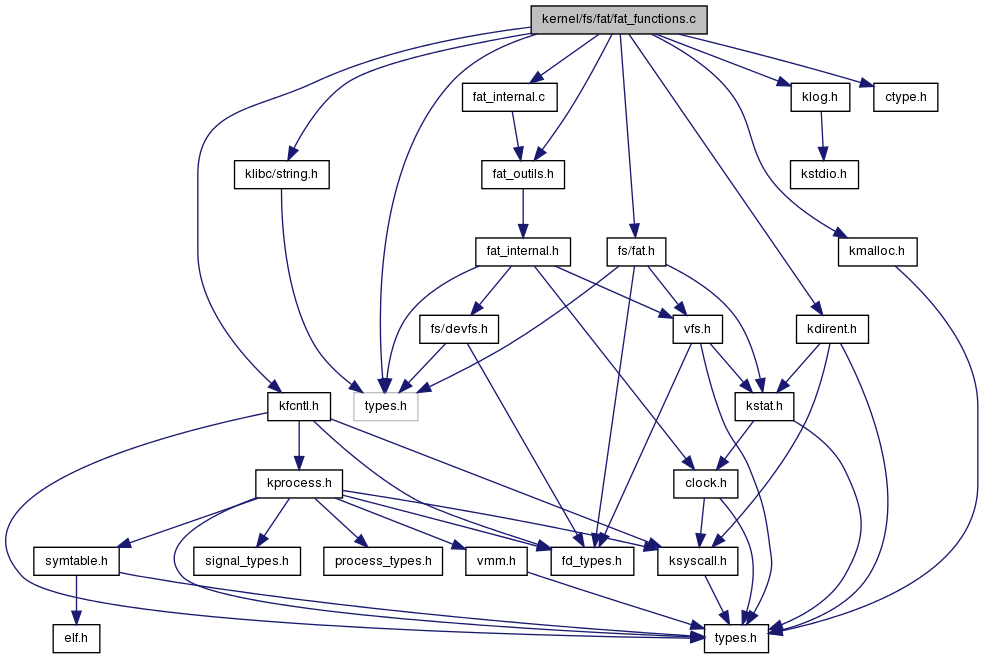 kernel/fs/fat/fat_functions.c
fat_internal.c
klog.h
ctype.h
klibc/string.h
fat_outils.h
kstdio.h
fat_internal.h
fs/fat.h
kmalloc.h
fs/devfs.h
vfs.h
kdirent.h
kfcntl.h
types.h
kstat.h
kprocess.h
clock.h
symtable.h
signal_types.h
process_types.h
vmm.h
fd_types.h
ksyscall.h
elf.h
types.h